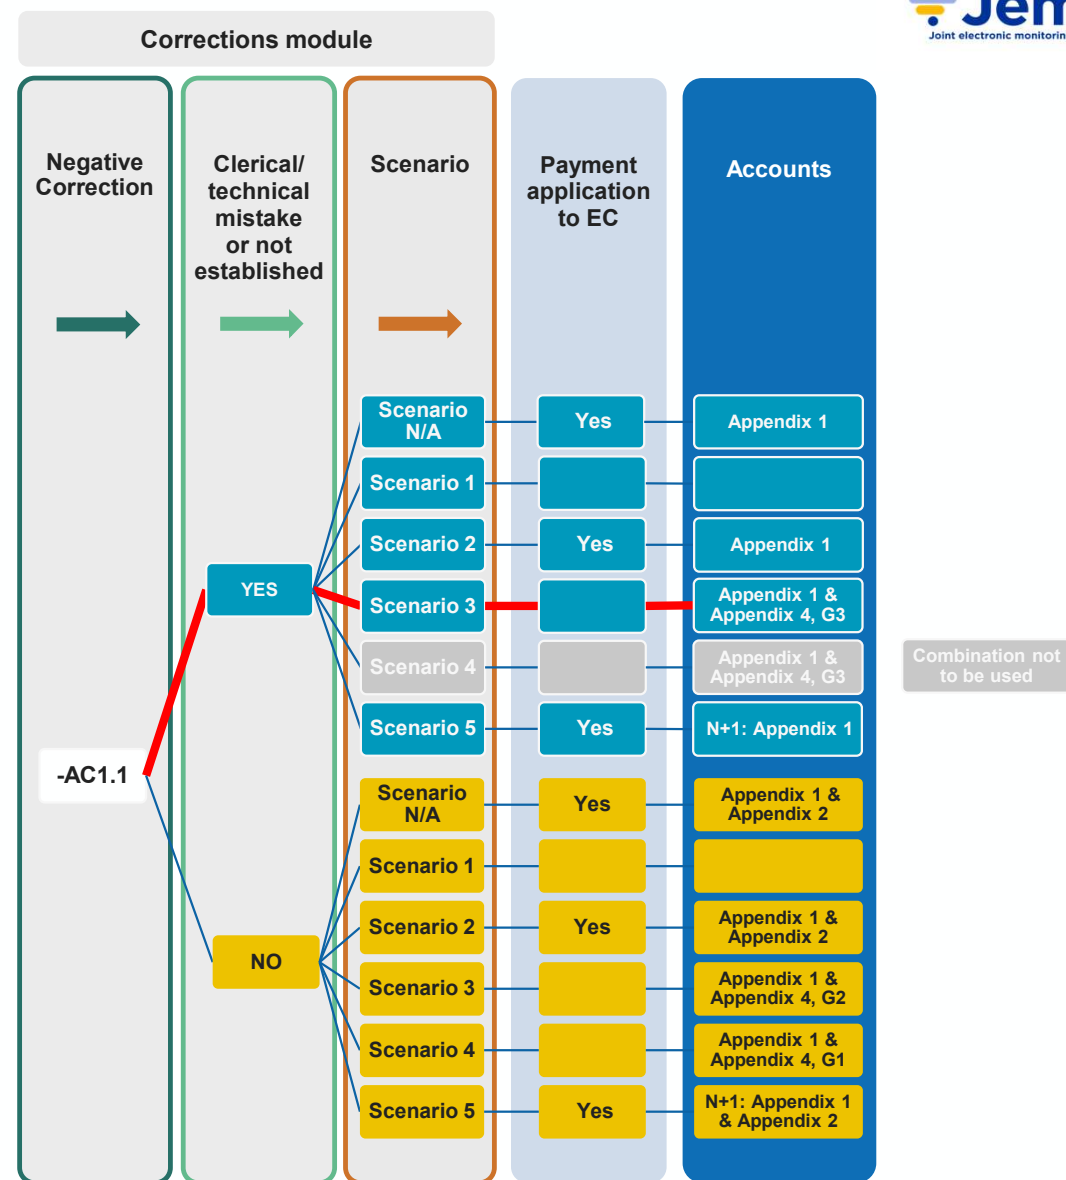 Jem
Joint electronic monitorin
Corrections module
Negative
Correction
Clerical/
technical
mistake
or not
established
Scenario
Payment
application
to EC
Accounts
Scenario
N/A
Yes
Appendix 1
Scenario 1
Scenario 2
Yes
Appendix 1
YES
Scenario 3
Appendix 1 &
Appendix 4, G3
Scenario 4
Appendix 1 &
Appendix 4, G3
Combination not
to be used
Scenario 5
Yes
N+1: Appendix 1
-AC1.1
Scenario
N/A
Yes
Appendix 1 &
Appendix 2
Scenario 1
Scenario 2
Yes
Appendix 1 &
Appendix 2
NO
Scenario 3
Appendix 1 &
Appendix 4, G2
Scenario 4
Appendix 1 &
Appendix 4, G1
Scenario 5
Yes
N+1: Appendix 1
& Appendix 2